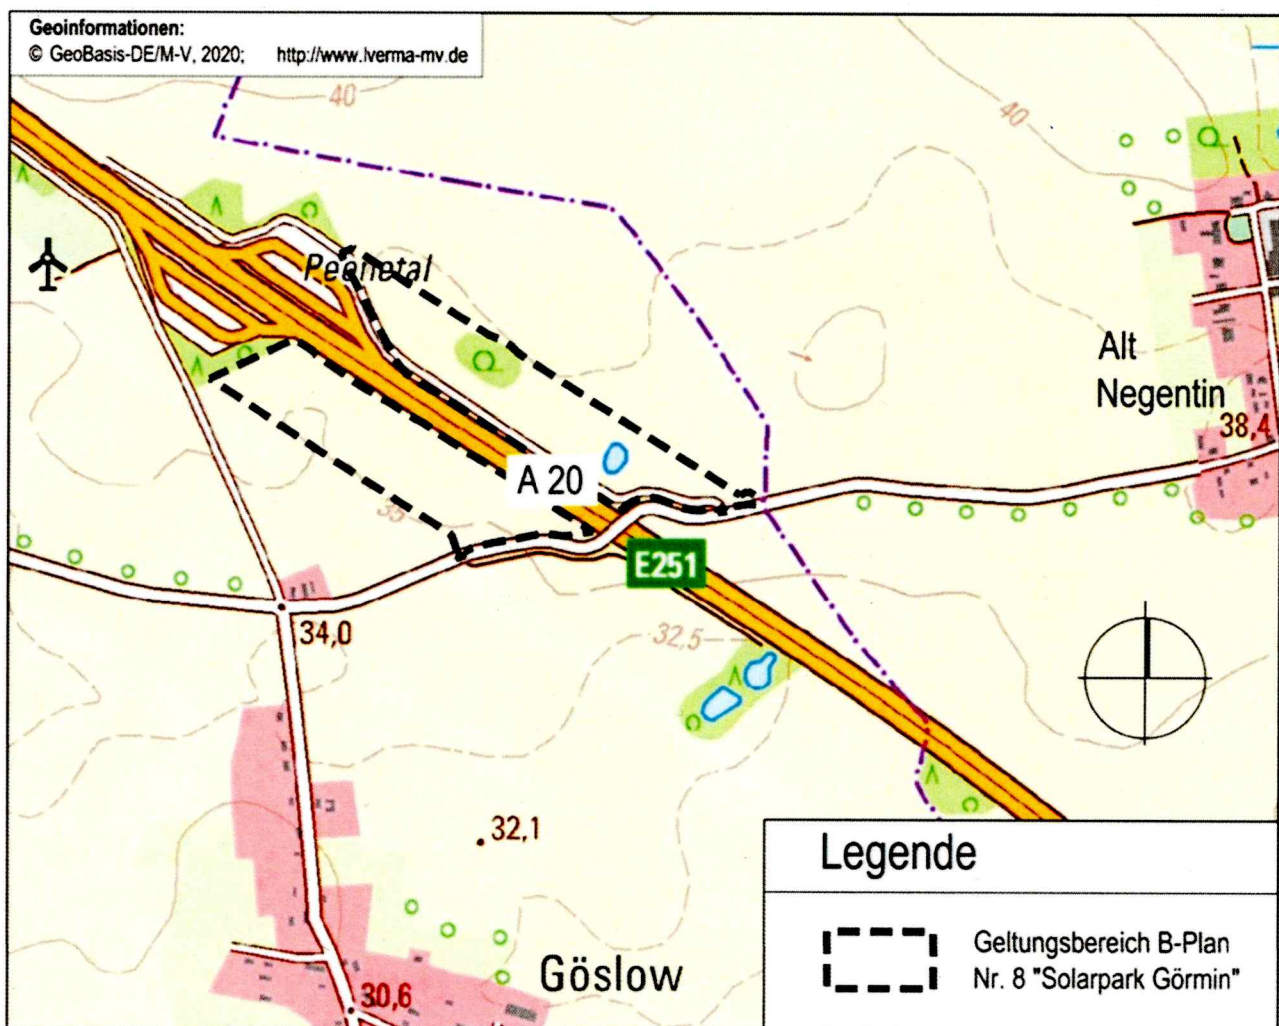 Geoinformationen:
© GeoBasis-DE/M-V, 2020; http://www.lverma-mv.de
40
40
Peenetal
Alt
Negentin
38,4
A 20
35
E251
34,0
32,5
32,1
Legende
Geltungsbereich B-Plan
Nr. 8 "Solarpark Görmin"
Göslow
30,6